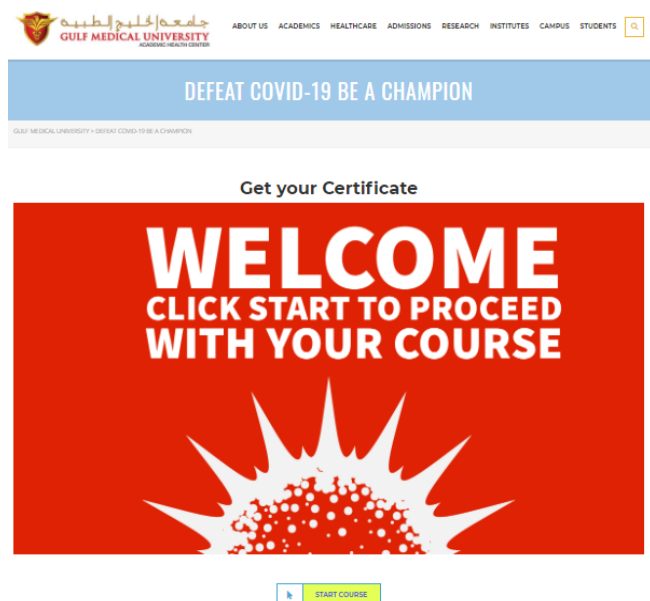 جامعة الخليج الطبية
GULF MEDICAL UNIVERSITY
ACADEMIC HEALTH CENTER
ABOUT US ACADEMICS HEALTHCARE ADMISSIONS RESEARCH INSTITUTES CAMPUS STUDENTS
DEFEAT COVID-19 BE A CHAMPION
GULF MEDICAL UNIVERSITY > DEFEAT COVID-19 BE A CHAMPION
Get your Certificate
WELCOME
CLICK START TO PROCEED
WITH YOUR COURSE
START COURSE